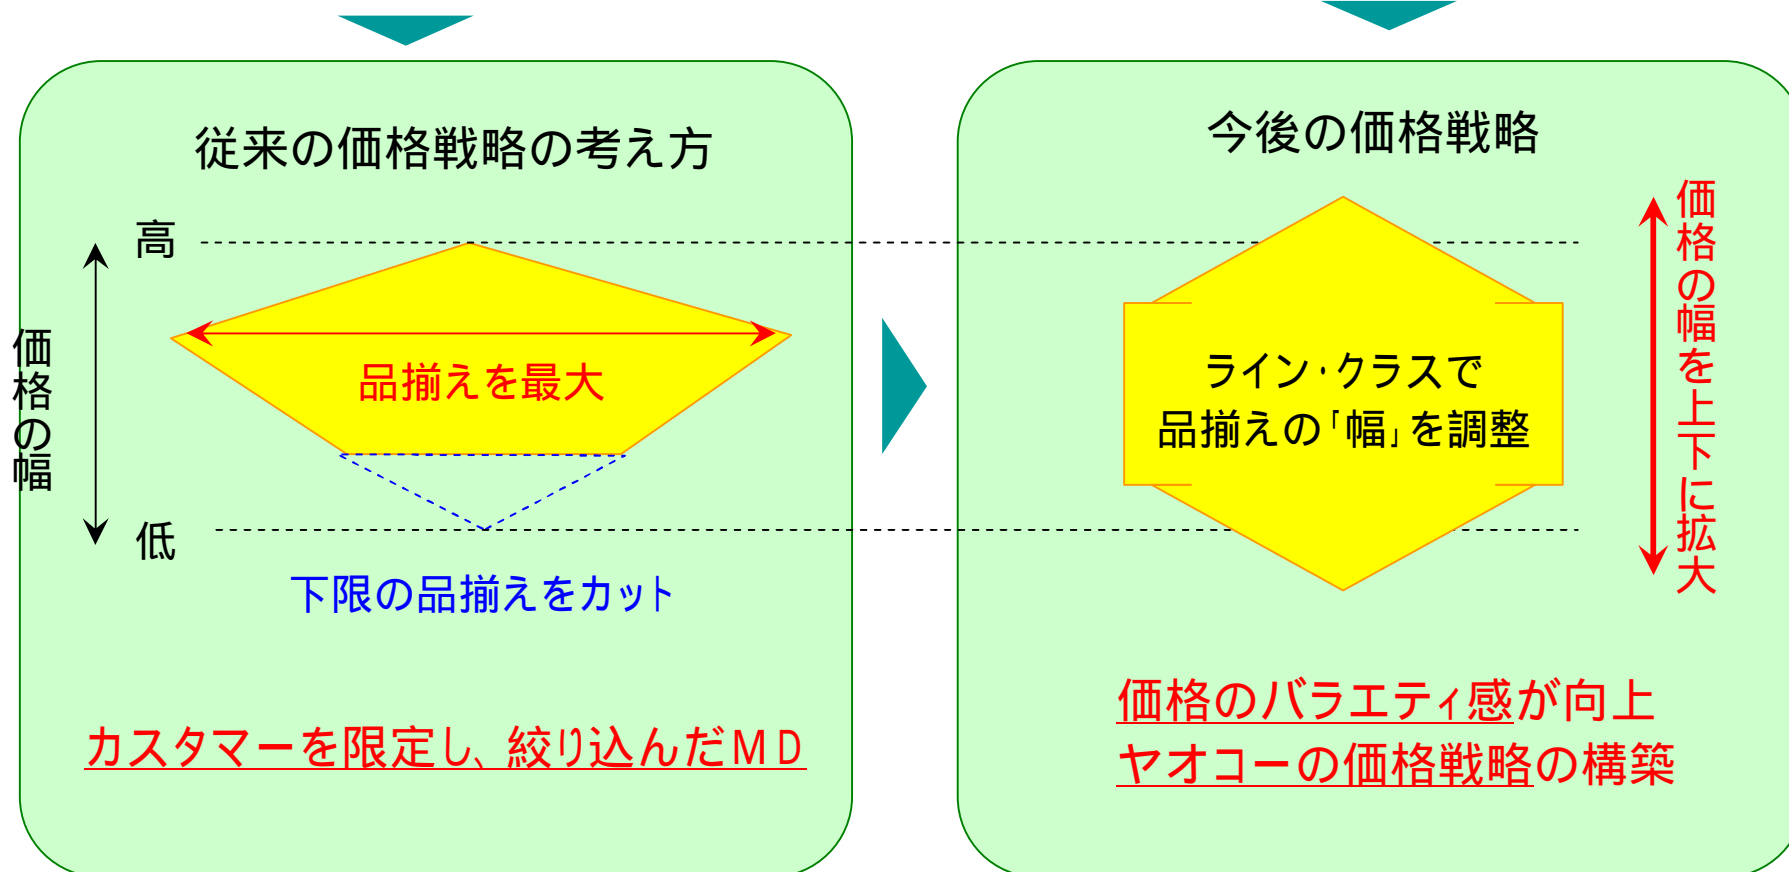 従来の価格戦略の考え方
高
価格の幅
品揃えを最大
低
下限の品揃えをカット
カスタマーを限定し、絞り込んだMD
今後の価格戦略
ライン・クラスで
品揃えの「幅」を調整
価格の幅を上下に拡大
価格のバラエティ感が向上
ヤオコーの価格戦略の構築